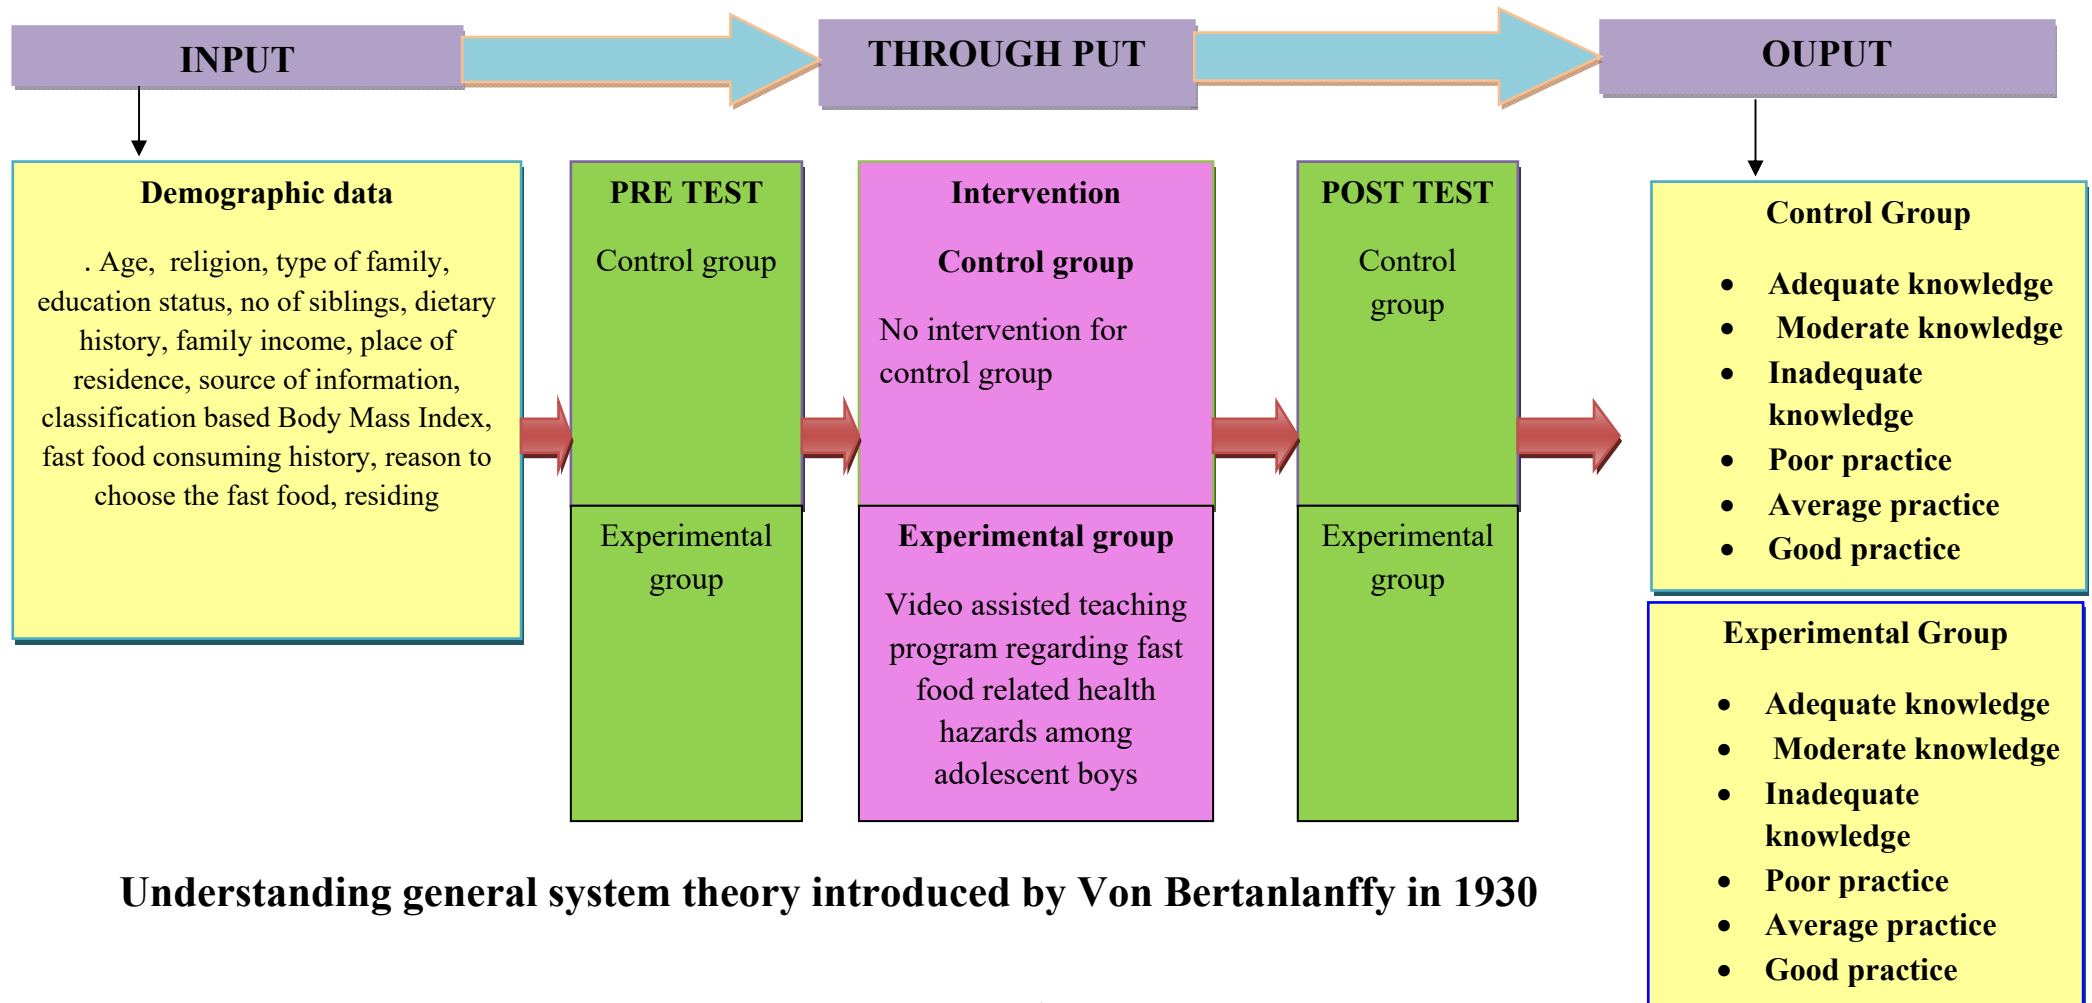 INPUT
THROUGH PUT
OUPUT
Demographic data
. Age, religion, type of family,
education status, no of siblings, dietary
history, family income, place of
residence, source of information,
classification based Body Mass Index,
fast food consuming history, reason to
choose the fast food, residing
PRE TEST
Control group
Experimental
group
Intervention
Control group
No intervention for
control group
Experimental group
Video assisted teaching
program regarding fast
food related health
hazards among
adolescent boys
POST TEST
Control
group
Experimental
group
Control Group
• Adequate knowledge
• Moderate knowledge
• Inadequate
knowledge
• Poor practice
• Average practice
• Good practice
Experimental Group
• Adequate knowledge
• Moderate knowledge
• Inadequate
knowledge
• Poor practice
• Average practice
• Good practice
Understanding general system theory introduced by Von Bertanlanffy in 1930